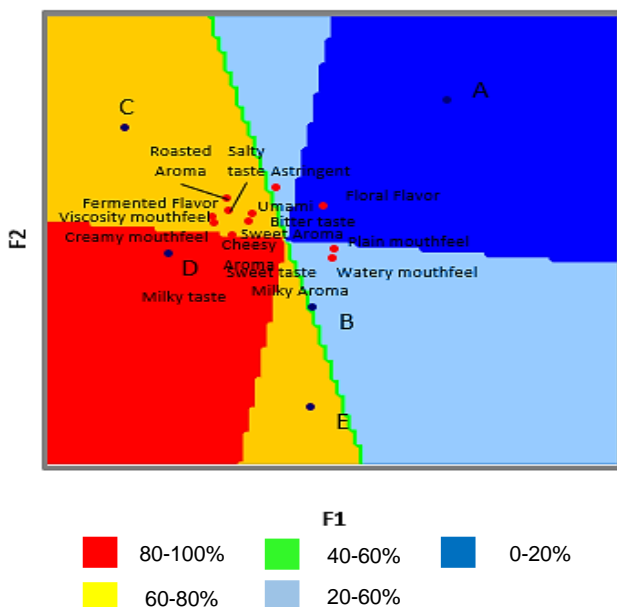 A
C
Roasted Salty
Aroma taste Astringent
Floral Flavor
Fermented Flavor Umami
Viscosity mouthfeel Bitter taste
Creamy mouthfeel Sweet Aroma Plain mouthfeel
Cheesy
Aroma
D Sweet taste Watery mouthfeel
Milky taste Milky Aroma
B
E
F2
F1
80-100% 40-60% 0-20%
60-80% 20-60%